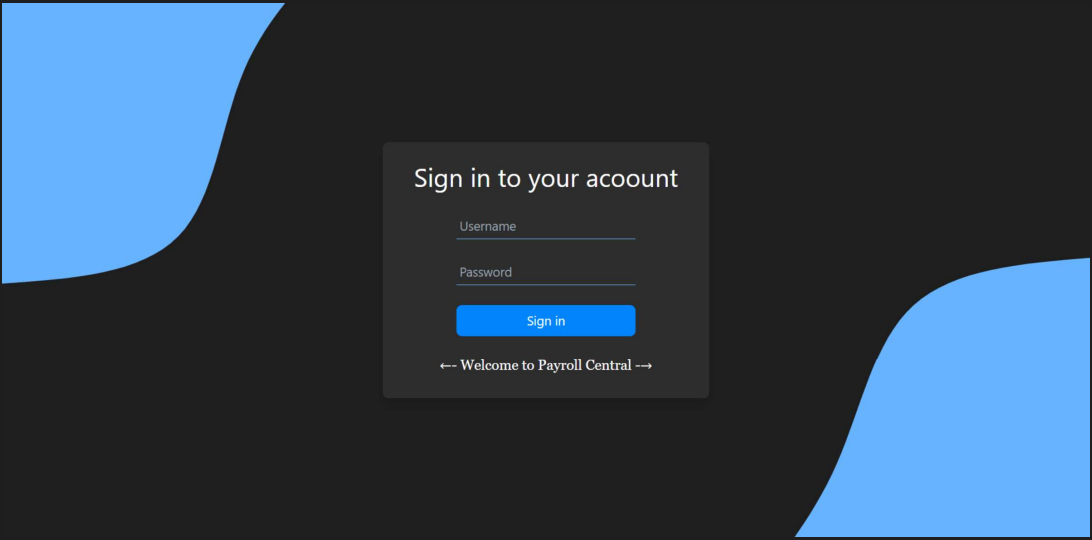 Sign in to your acoount
Username
Password
Sign in
←- Welcome to Payroll Central -→